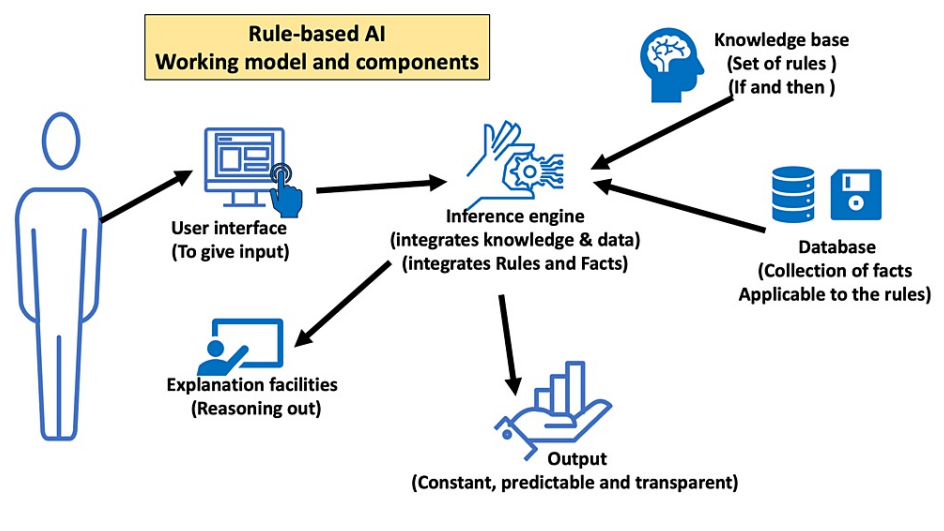 Rule-based AI
Working model and components
Knowledge base
(Set of rules )
(If and then )
User interface
(To give input)
Inference engine
(integrates knowledge & data)
(integrates Rules and Facts)
Database
(Collection of facts
Applicable to the rules)
Explanation facilities
(Reasoning out)
Output
(Constant, predictable and transparent)